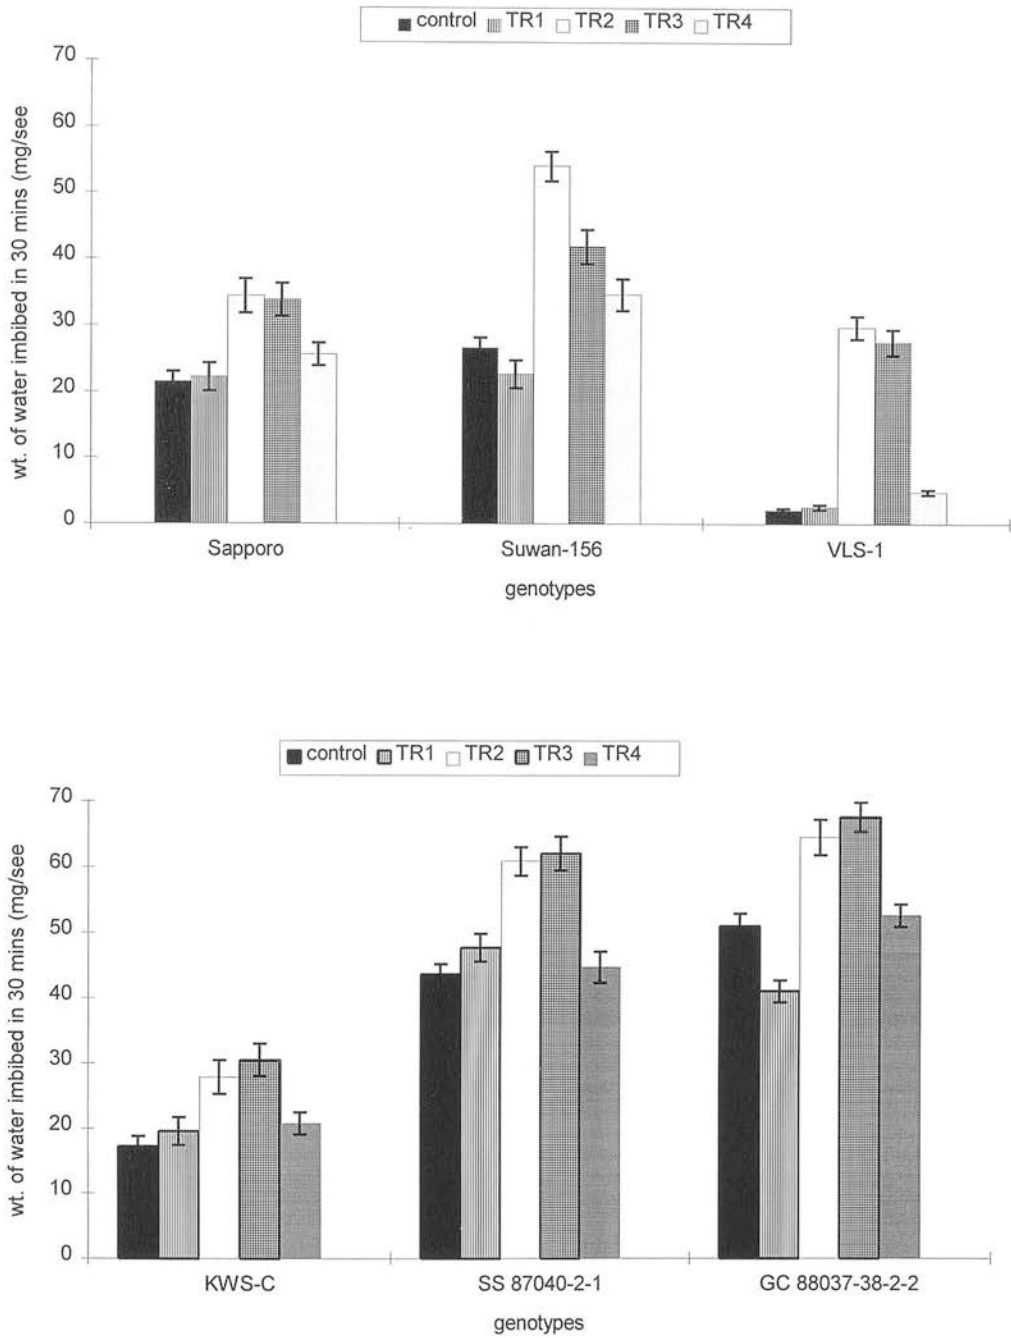 control TR1 TR2 TR3 TR4
70
60
50
40
30
20
10
0
wt. of water imbibed in 30 mins (mg/see
Sapporo Suwan-156 VLS-1
genotypes
control TR1 TR2 TR3 TR4
70
60
50
40
30
20
10
0
wt. of water imbibed in 30 mins (mg/see
KWS-C SS 87040-2-1 GC 88037-38-2-2
genotypes